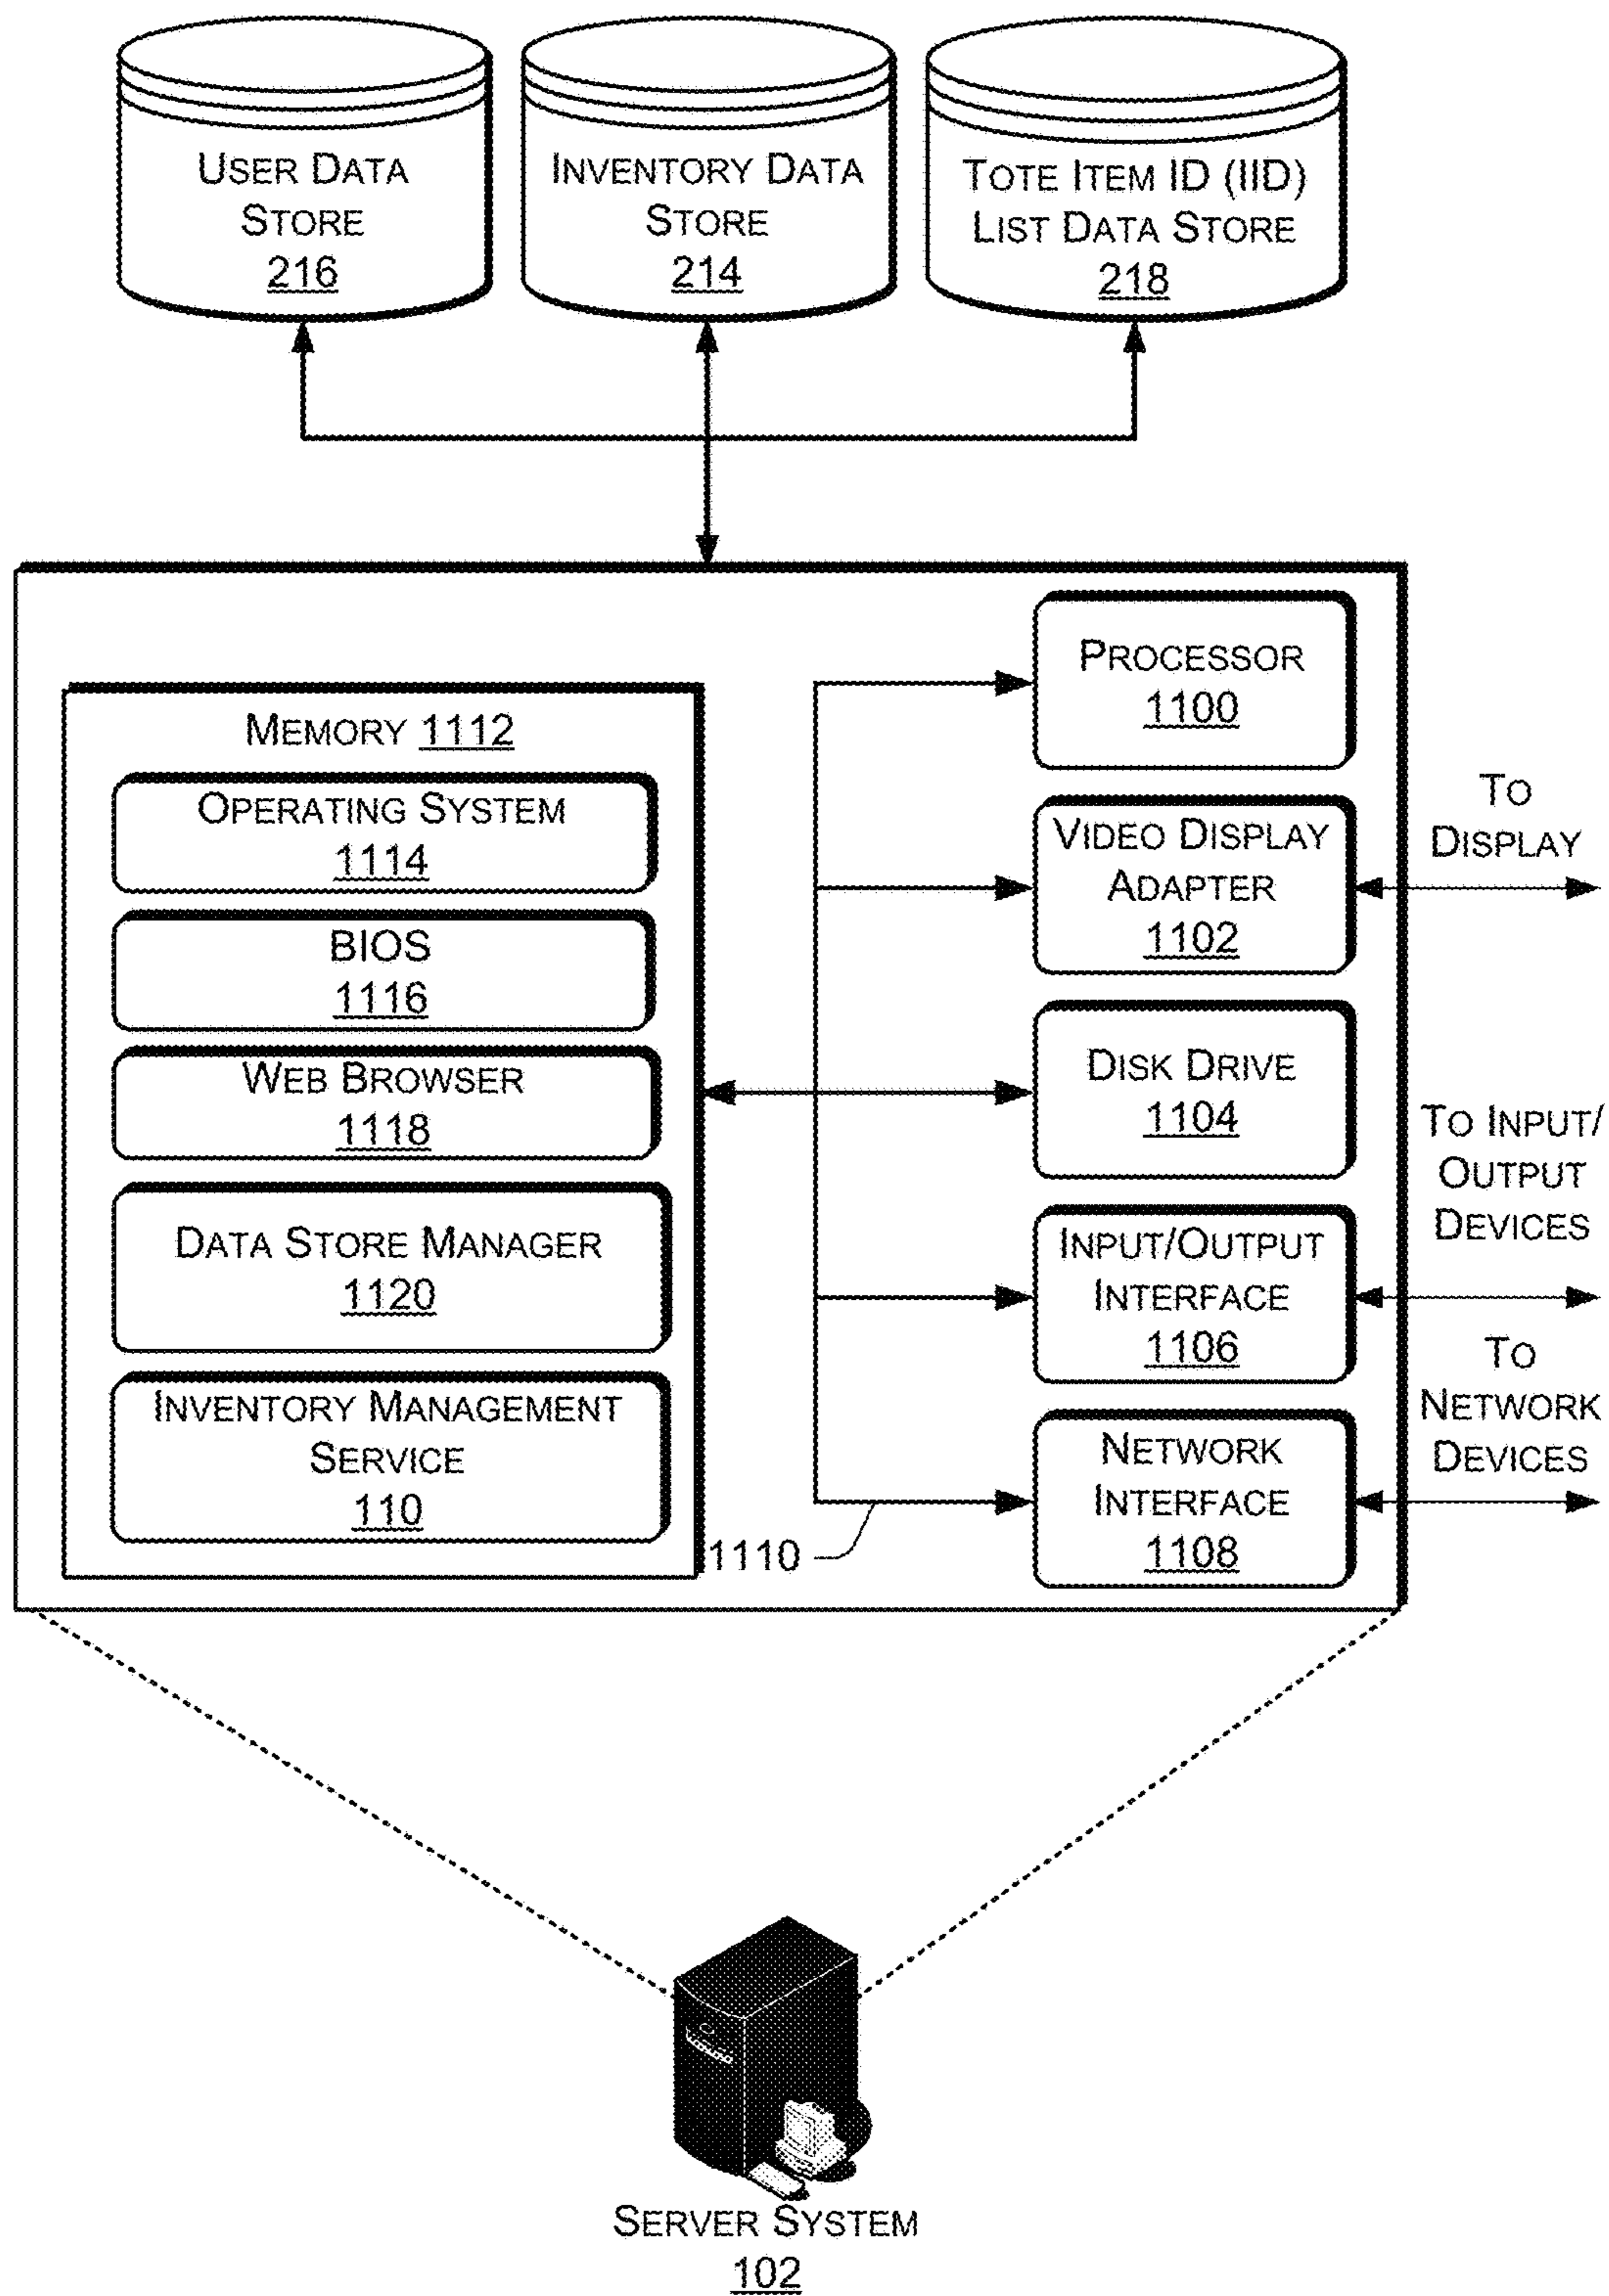 USER DATA
STORE
216
INVENTORY DATA
STORE
214
TOTE ITEM ID (IID)
LIST DATA STORE
218
MEMORY 1112
OPERATING SYSTEM
1114
BIOS
1116
WEB BROWSER
1118
DATA STORE MANAGER
1120
INVENTORY MANAGEMENT
SERVICE
110
PROCESSOR
1100
VIDEO DISPLAY
ADAPTER
1102
DISK DRIVE
1104
INPUT/OUTPUT
INTERFACE
1106
NETWORK
INTERFACE
1108
1110
TO
DISPLAY
TO INPUT/
OUTPUT
DEVICES
TO
NETWORK
DEVICES
SERVER SYSTEM
102